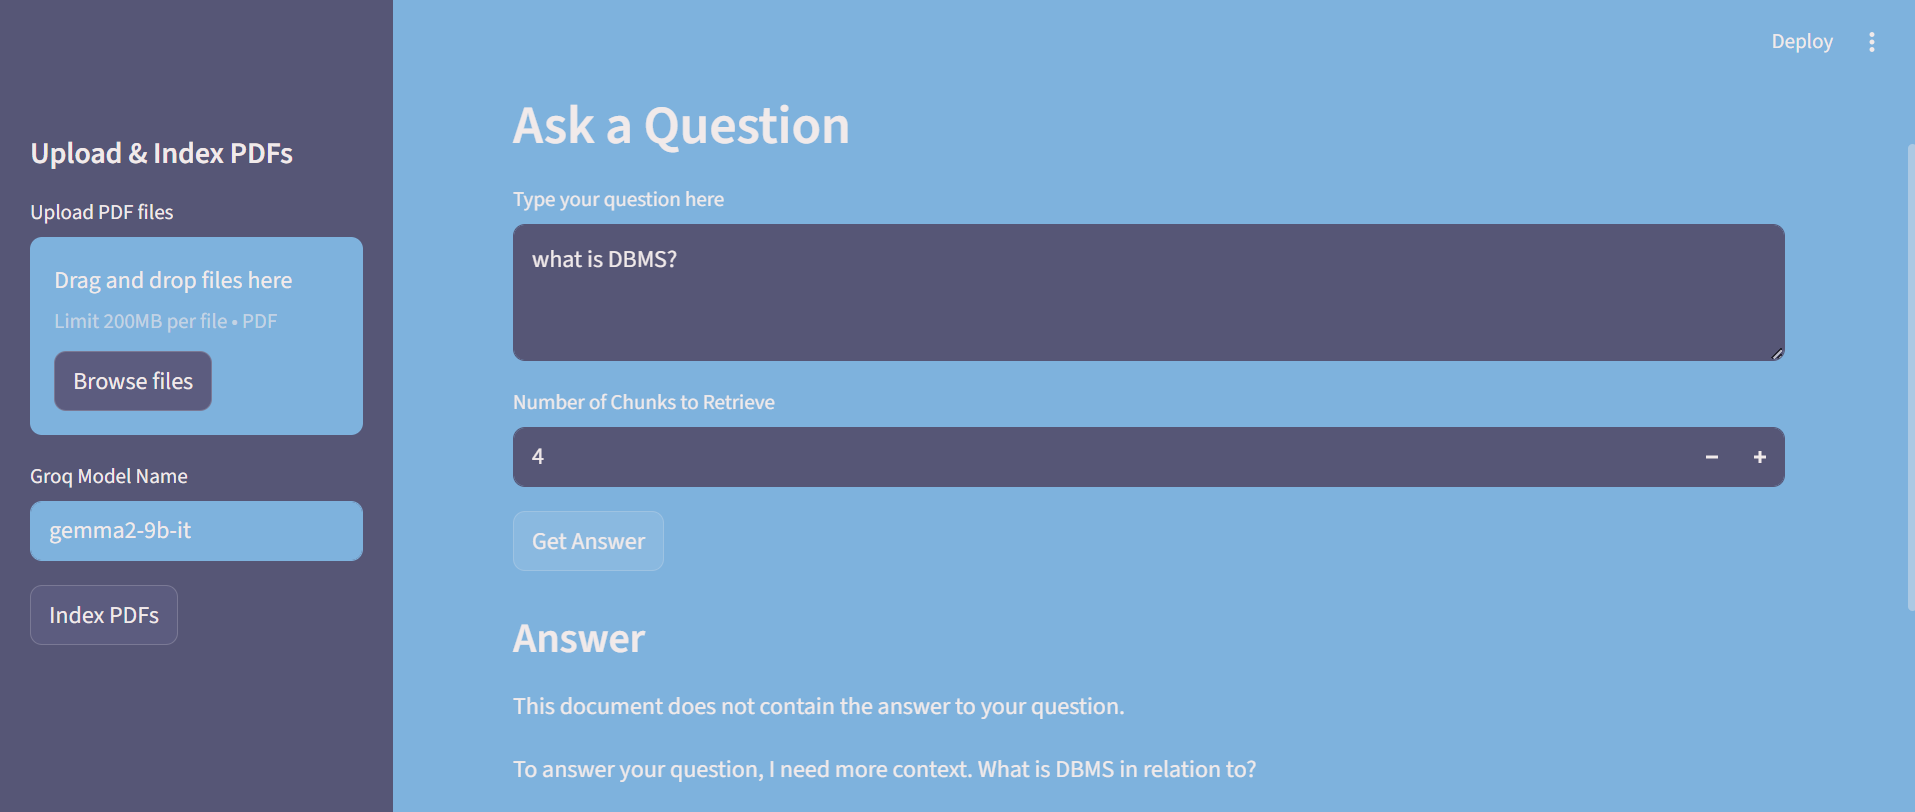 Upload & Index PDFs
Upload PDF files
Drag and drop files here
Limit 200MB per file • PDF
Browse files
Groq Model Name
gemma2-9b-it
Index PDFs
Deploy
Ask a Question
Type your question here
what is DBMS?
Number of Chunks to Retrieve
4
Get Answer
Answer
This document does not contain the answer to your question.
To answer your question, I need more context. What is DBMS in relation to?